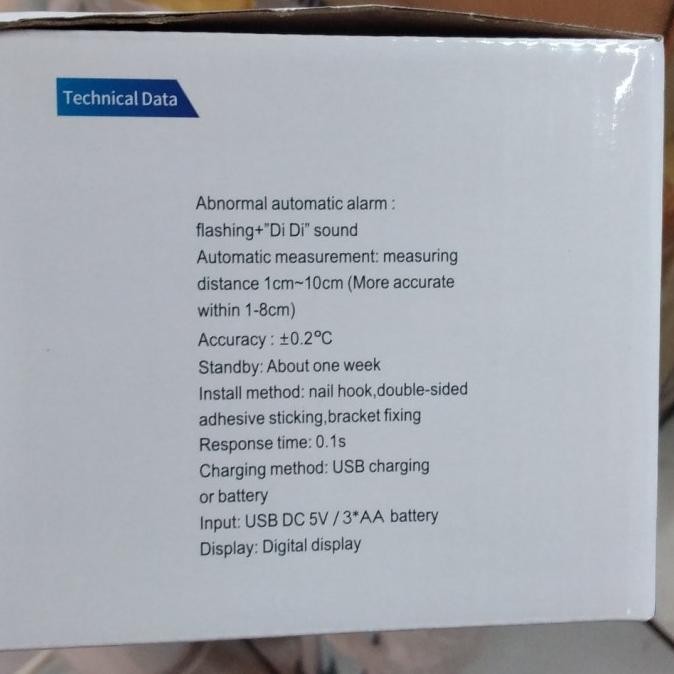 Technical Data
Abnormal automatic alarm :
flashing+"Di Di" sound
Automatic measurement: measuring
distance 1cm~10cm (More accurate
within 1-8cm)
Accuracy : ±0.2°C
Standby: About one week
Install method: nail hook,double-sided
adhesive sticking,bracket fixing
Response time: 0.1s
Charging method: USB charging
or battery
Input: USB DC 5V / 3*AA battery
Display: Digital display